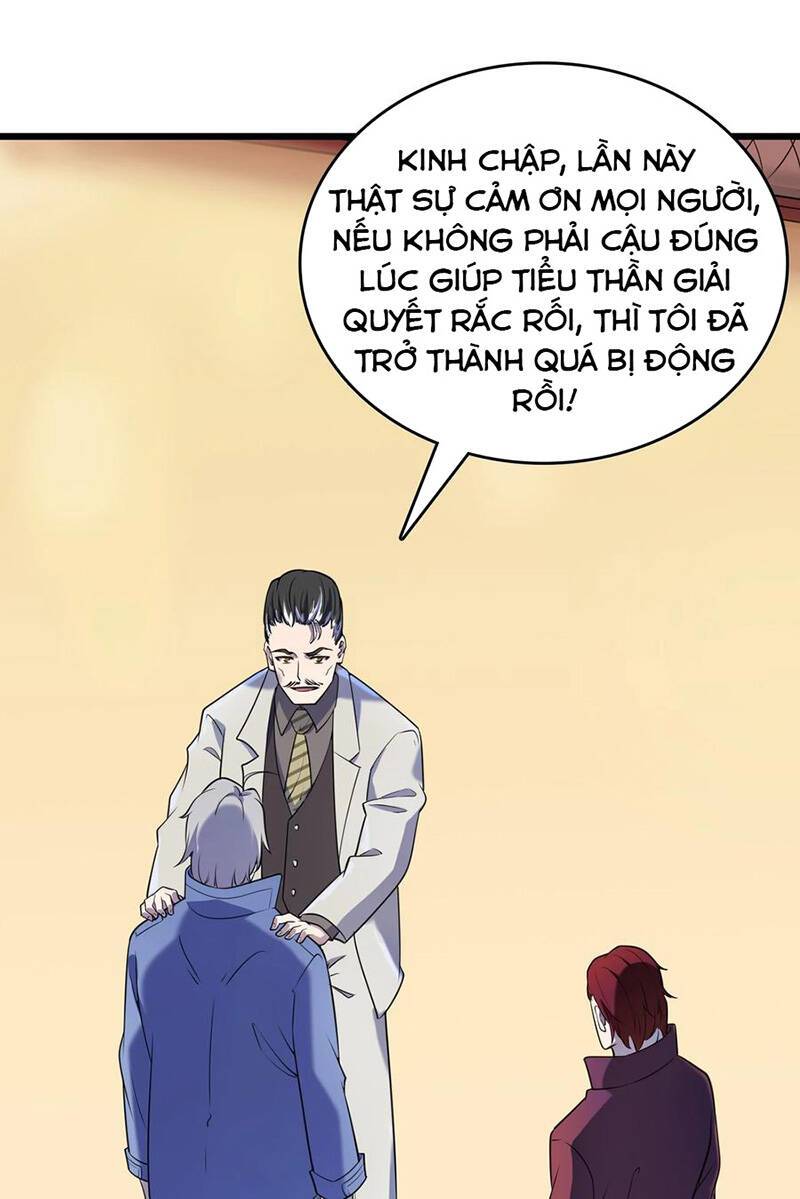 KINH CHẬP, LẦN NÀY
THẬT SỰ CẢM ƠN MỌI NGƯỜI,
NẾU KHÔNG PHẢI CẬU ĐÚNG
LÚC GIÚP TIỂU THẦN GIẢI
QUYẾT RẮC RỐI, THÌ TÔI ĐÃ
TRỞ THÀNH QUÁ BỊ ĐỘNG
RỒI!